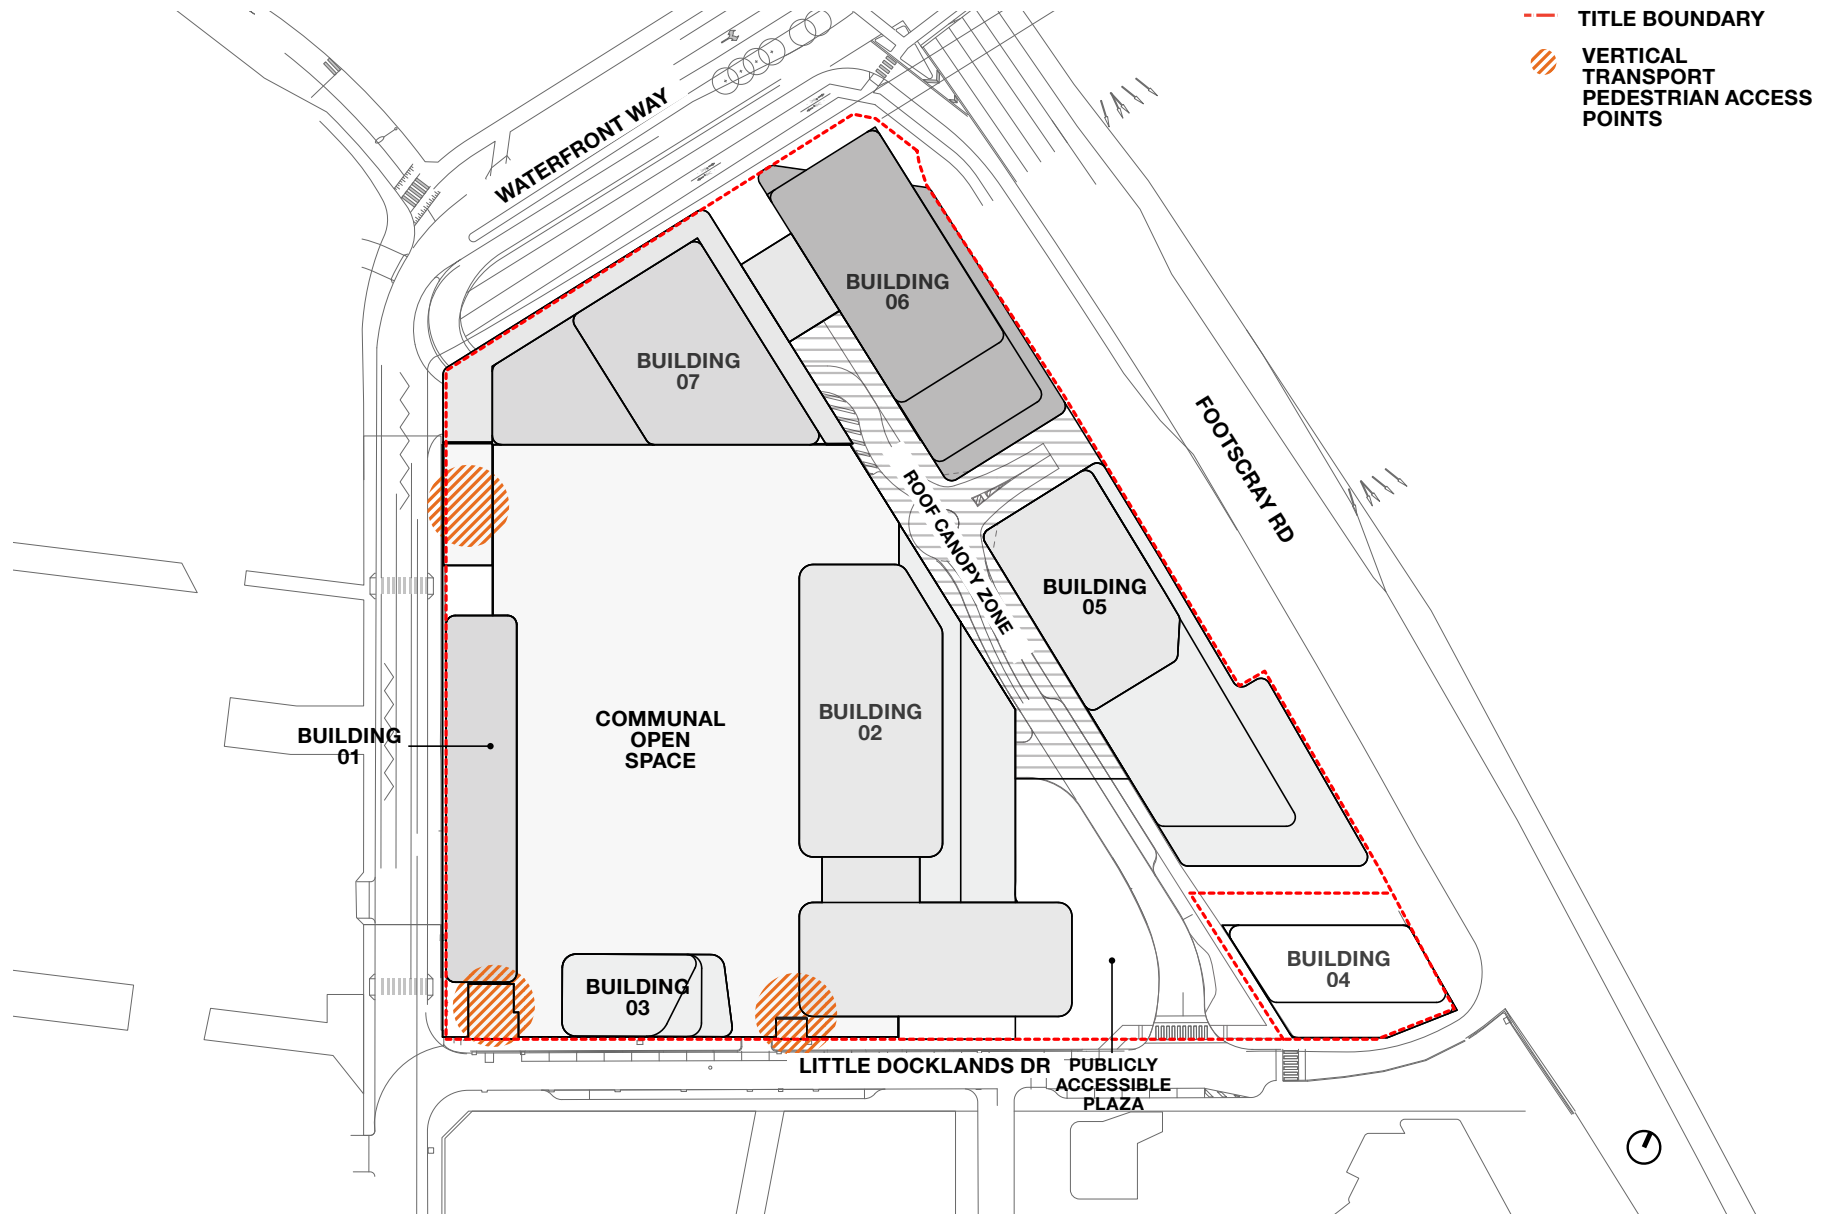 TITLE BOUNDARY
VERTICAL
TRANSPORT
PEDESTRIAN ACCESS
POINTS
WATERFRONT WAY
BUILDING
06
BUILDING
07
FOOTSCRAY RD
ROOF CANOPY ZONE
BUILDING
05
BUILDING
01
COMMUNAL
OPEN
SPACE
BUILDING
02
BUILDING
03
BUILDING
04
LITTLE DOCKLANDS DR
PUBLICLY
ACCESSIBLE
PLAZA